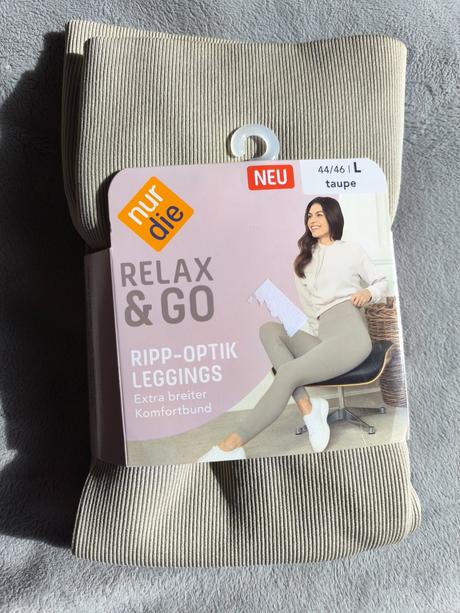 NEU
44/46 | L
taupe
nur
die
RELAX
& GO
RIPP-OPTIK
LEGGINGS
Extra breiter
Komfortbund